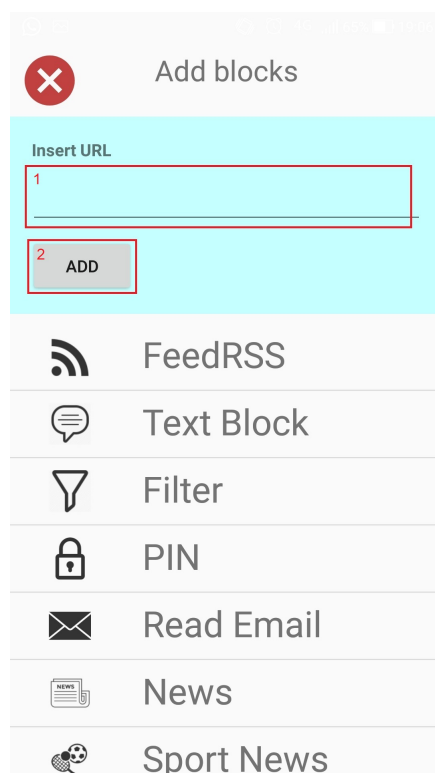 Add blocks
Insert URL
1
2
ADD
FeedRSS
Text Block
Filter
PIN
Read Email
NEWS
News
Sport News